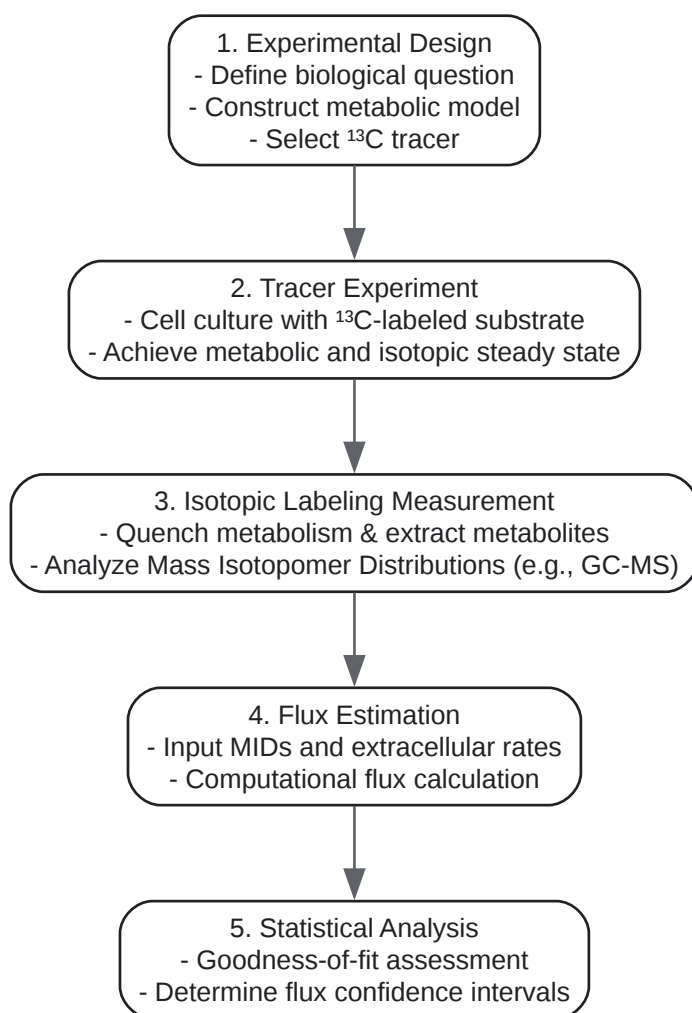 1. Experimental Design
- Define biological question
- Construct metabolic model
- Select ¹³C tracer
2. Tracer Experiment
- Cell culture with ¹³C-labeled substrate
- Achieve metabolic and isotopic steady state
3. Isotopic Labeling Measurement
- Quench metabolism & extract metabolites
- Analyze Mass Isotopomer Distributions (e.g., GC-MS)
4. Flux Estimation
- Input MIDs and extracellular rates
- Computational flux calculation
5. Statistical Analysis
- Goodness-of-fit assessment
- Determine flux confidence intervals